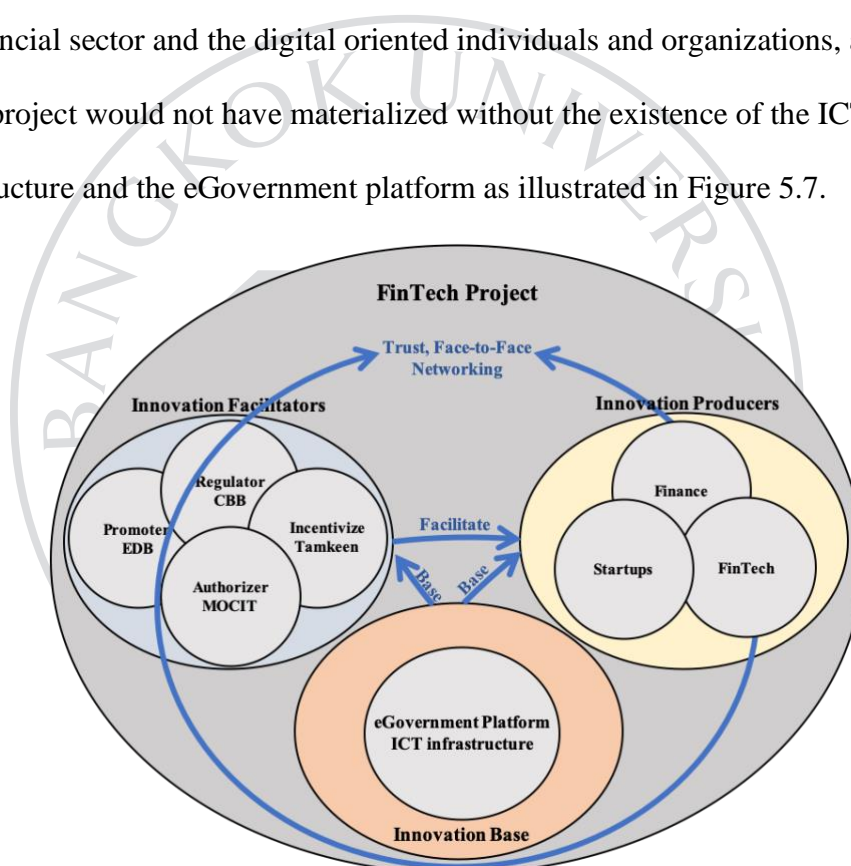 ncial sector and the digital oriented individuals and organizations,
project would not have materialized without the existence of the ICT
ucture and the eGovernment platform as illustrated in Figure 5.7.
BANGKOK UNIVERSI
FinTech Project
Trust, Face-to-Face
Networking
Innovation Facilitators
Innovation Producers
Regulator
CBB
Promoter
EDB
Incentivize
Tamkeen
Authorizer
MOCIT
Facilitate
Base
Base
Finance
Startups
FinTech
eGovernment Platform
ICT infrastructure
Innovation Base